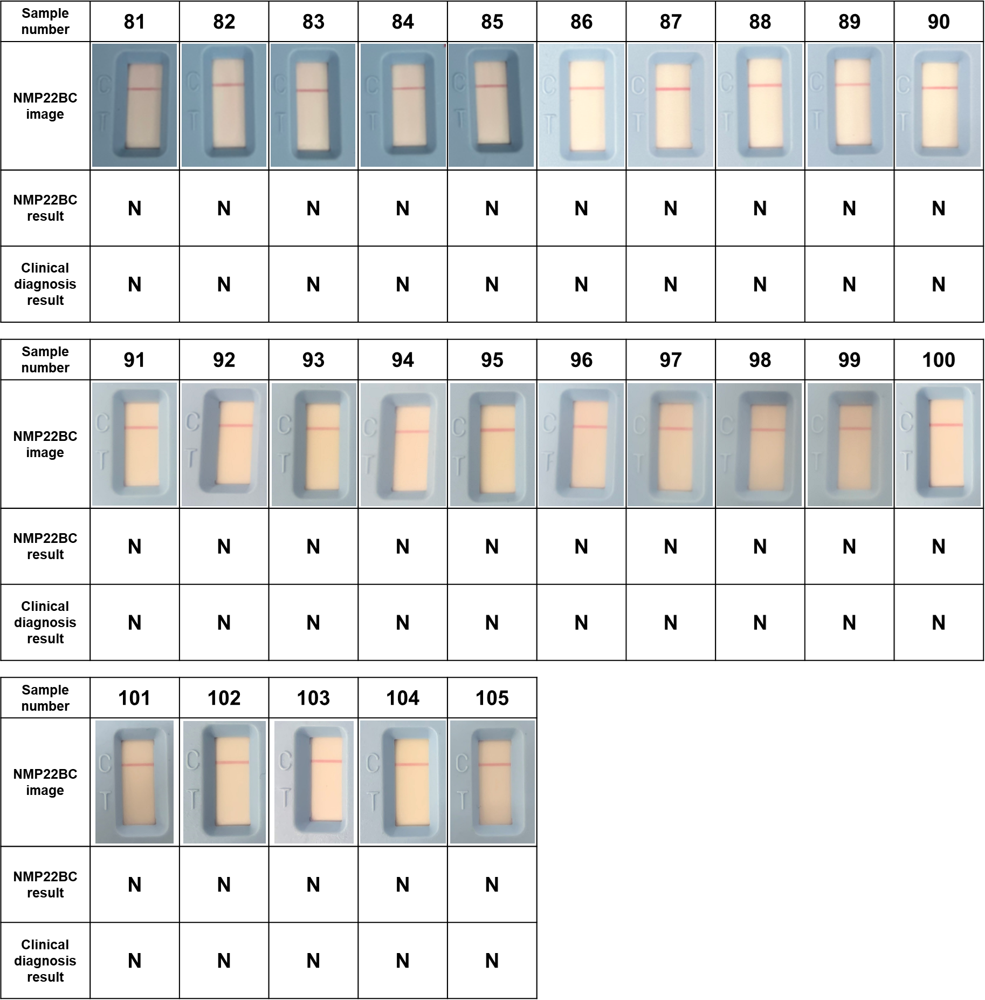 Sample number 81 82 83 84 85 86 87 88 89 90
NMP22BC image C T C T C T C T C T C T C T C T C T C T
NMP22BC result N N N N N N N N N N
Clinical diagnosis result N N N N N N N N N N
Sample number 91 92 93 94 95 96 97 98 99 100
NMP22BC image C T C T C T C T C T C T C T C T C T C T
NMP22BC result N N N N N N N N N N
Clinical diagnosis result N N N N N N N N N N
Sample number 101 102 103 104 105
NMP22BC image C T C T C T C T C T
NMP22BC result N N N N N
Clinical diagnosis result N N N N N